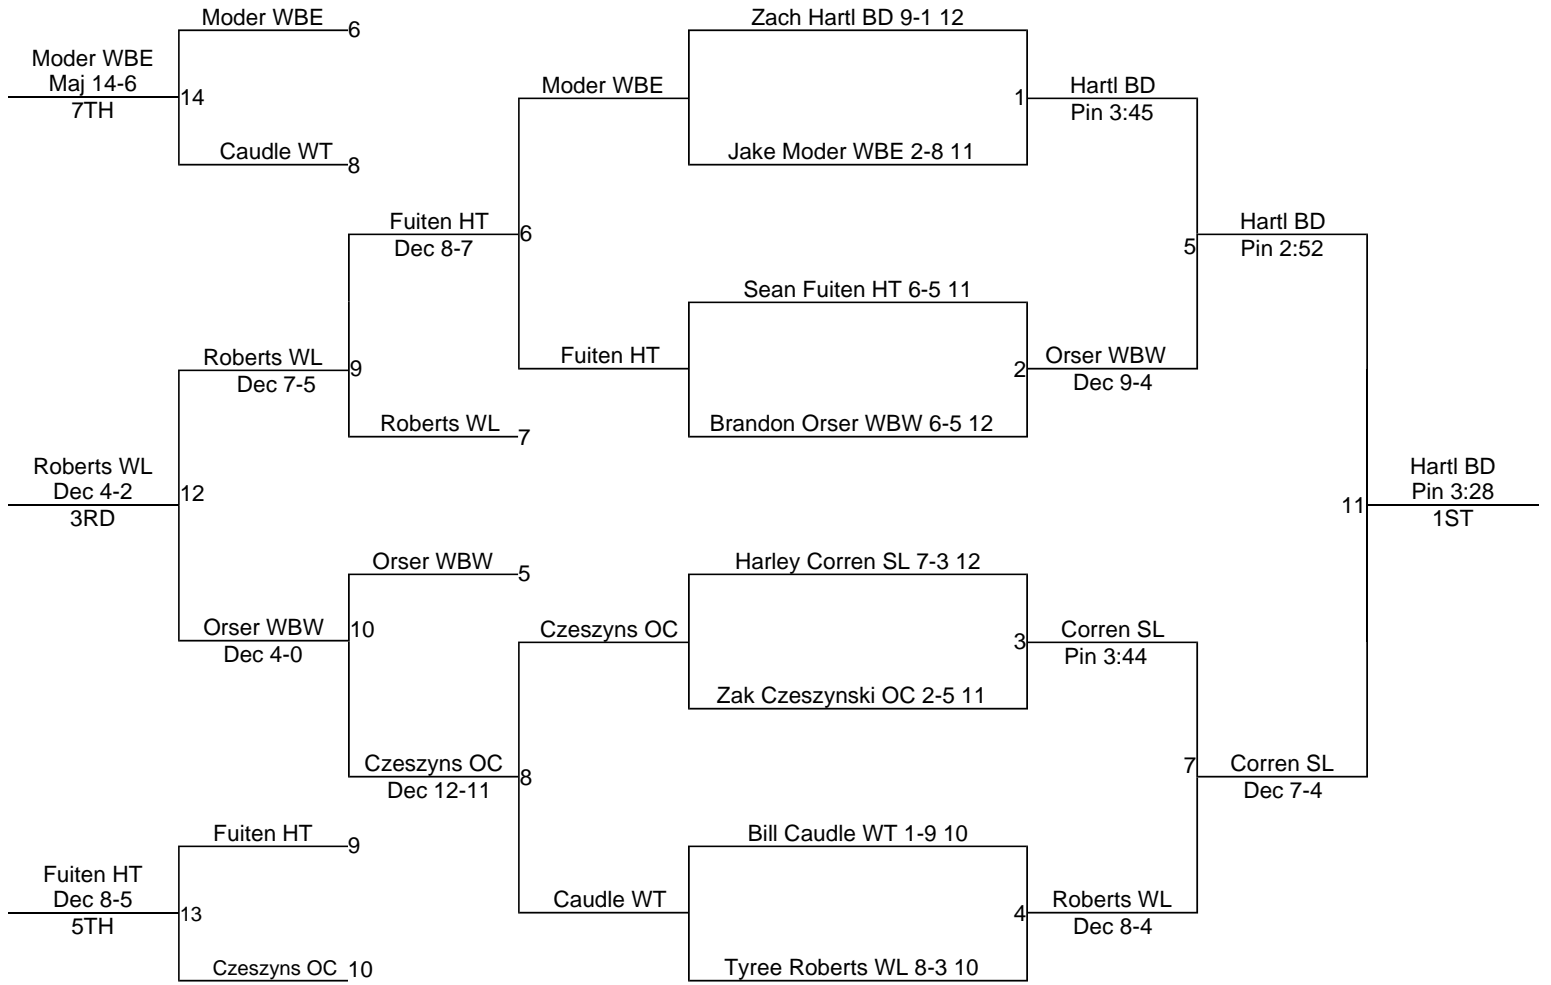 Moder WBE
6
Moder WBE
Maj 14-6
7TH
14
Caudle WT
8
Zach Hartl BD 9-1 12
Moder WBE
1
Hartl BD
Pin 3:45
Jake Moder WBE 2-8 11
Fuiten HT
Dec 8-7
6
Hartl BD
Pin 2:52
5
Sean Fuiten HT 6-5 11
Roberts WL
Dec 7-5
9
Fuiten HT
2
Orser WBW
Dec 9-4
Roberts WL
7
Brandon Orser WBW 6-5 12
Roberts WL
Dec 4-2
3RD
12
Hartl BD
Pin 3:28
1ST
11
Orser WBW
5
Harley Corren SL 7-3 12
Orser WBW
Dec 4-0
10
Czeszyns OC
3
Corren SL
Pin 3:44
Zak Czeszynski OC 2-5 11
Czeszyns OC
Dec 12-11
8
7
Corren SL
Dec 7-4
Fuiten HT
9
Bill Caudle WT 1-9 10
Fuiten HT
Dec 8-5
5TH
13
Caudle WT
4
Roberts WL
Dec 8-4
Czeszyns OC
10
Tyree Roberts WL 8-3 10